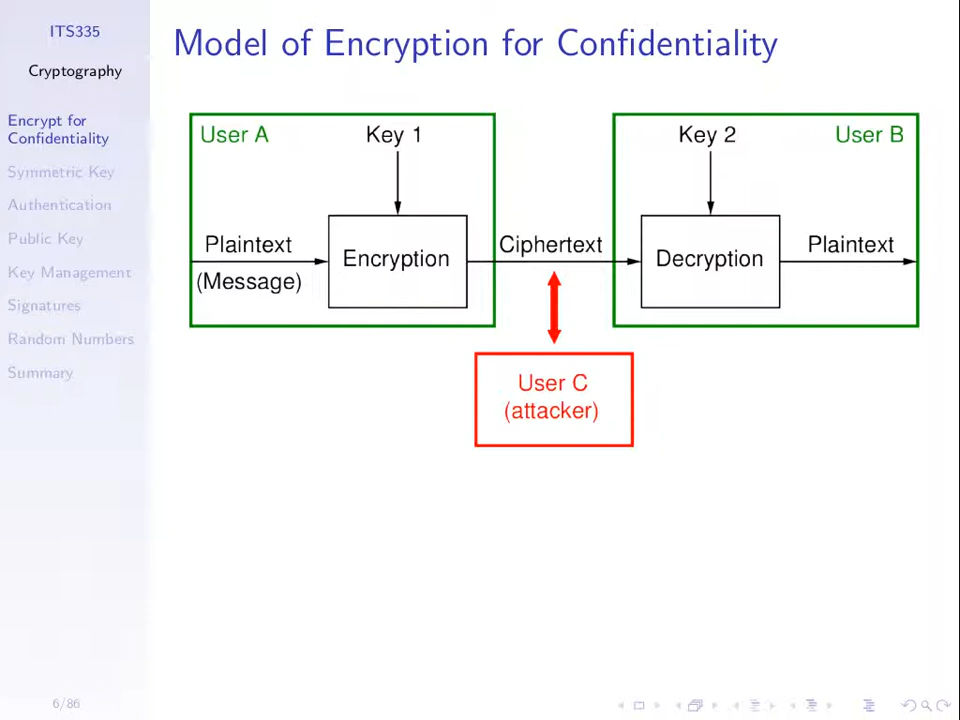 ITS335
Cryptography
Encrypt for
Confidentiality
Symmetric Key
Authentication
Public Key
Key Management
Signatures
Random Numbers
Summary
6/86
Model of Encryption for Confidentiality
User A
Key 1
Plaintext
(Message)
Encryption
Ciphertext
Key 2
User B
Decryption
Plaintext
User C
(attacker)